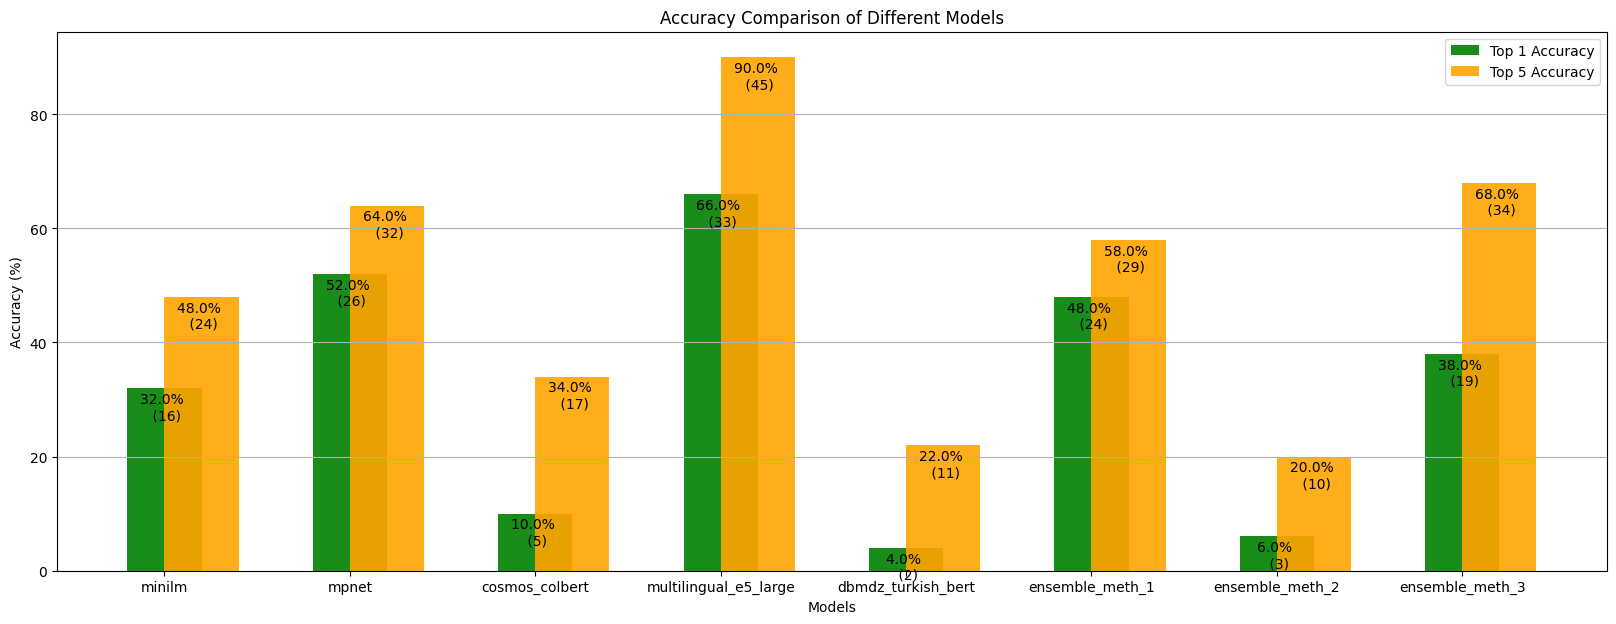 Accuracy Comparison of Different Models
Top 1 Accuracy
Top 5 Accuracy
Accuracy (%)
80
60
40
20
0
32.0%
(16)
48.0%
(24)
52.0%
(26)
64.0%
(32)
10.0%
(5)
34.0%
(17)
66.0%
(33)
90.0%
(45)
4.0%
(2)
22.0%
(11)
48.0%
(24)
58.0%
(29)
6.0%
(3)
20.0%
(10)
38.0%
(19)
68.0%
(34)
minilm
mpnet
cosmos_colbert
multilingual_e5_large
dbmdz_turkish_bert
ensemble_meth_1
ensemble_meth_2
ensemble_meth_3
Models